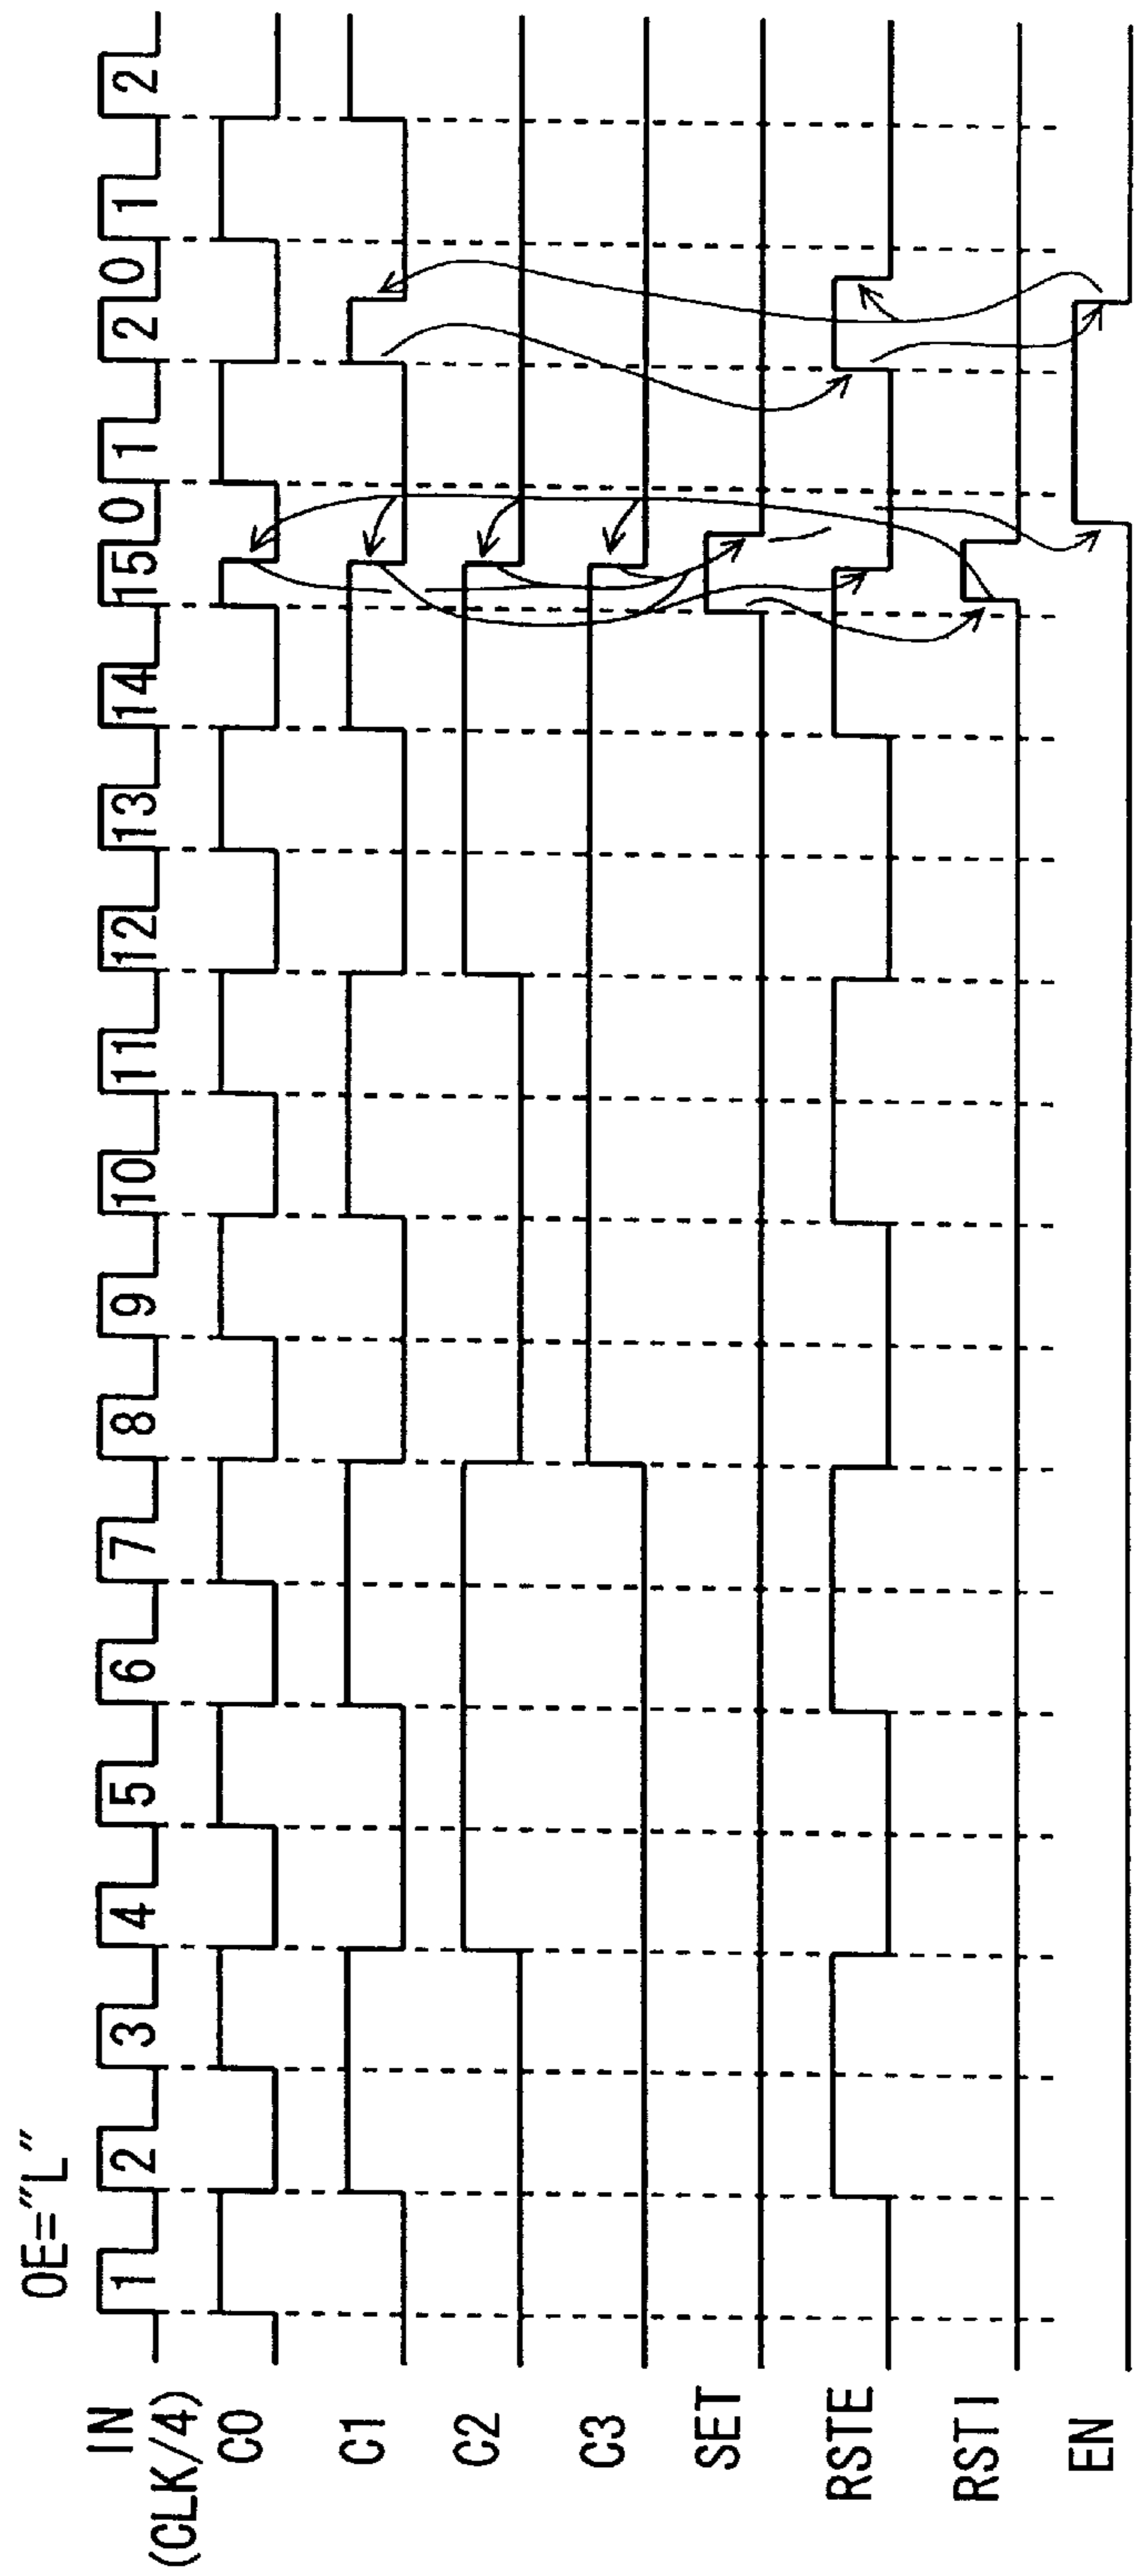 OE="L"
IN 1 2 3 4 5 6 7 8 9 10 11 12 13 14 15 0 1 2 0 1 2
(CLK/4)
C0
C1
C2
C3
SET
RSTE
RSTI
EN